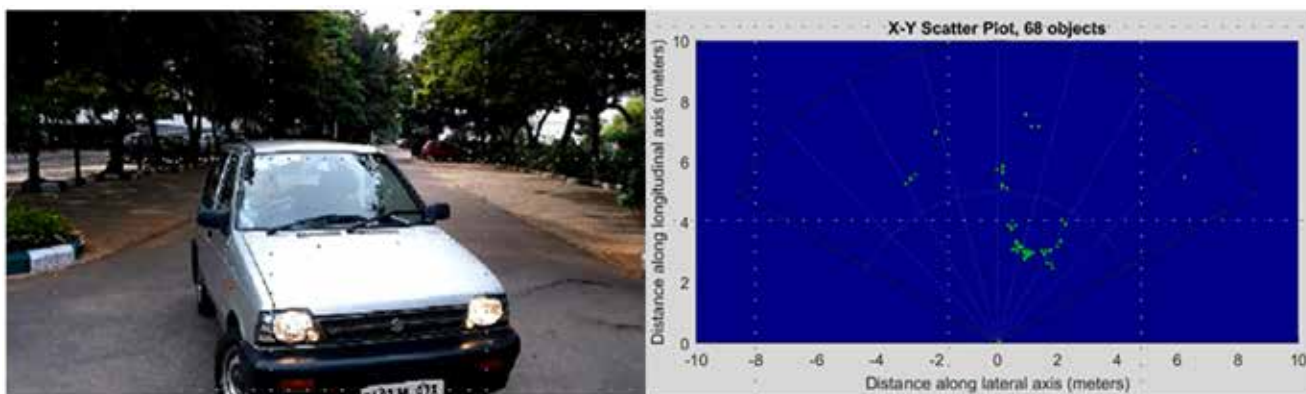 X-Y Scatter Plot, 68 objects
Distance along longitudinal axis (meters)
10
8
6
4
2
0
-10 -8 -6 -4 -2 0 2 4 6 8 10
Distance along lateral axis (meters)